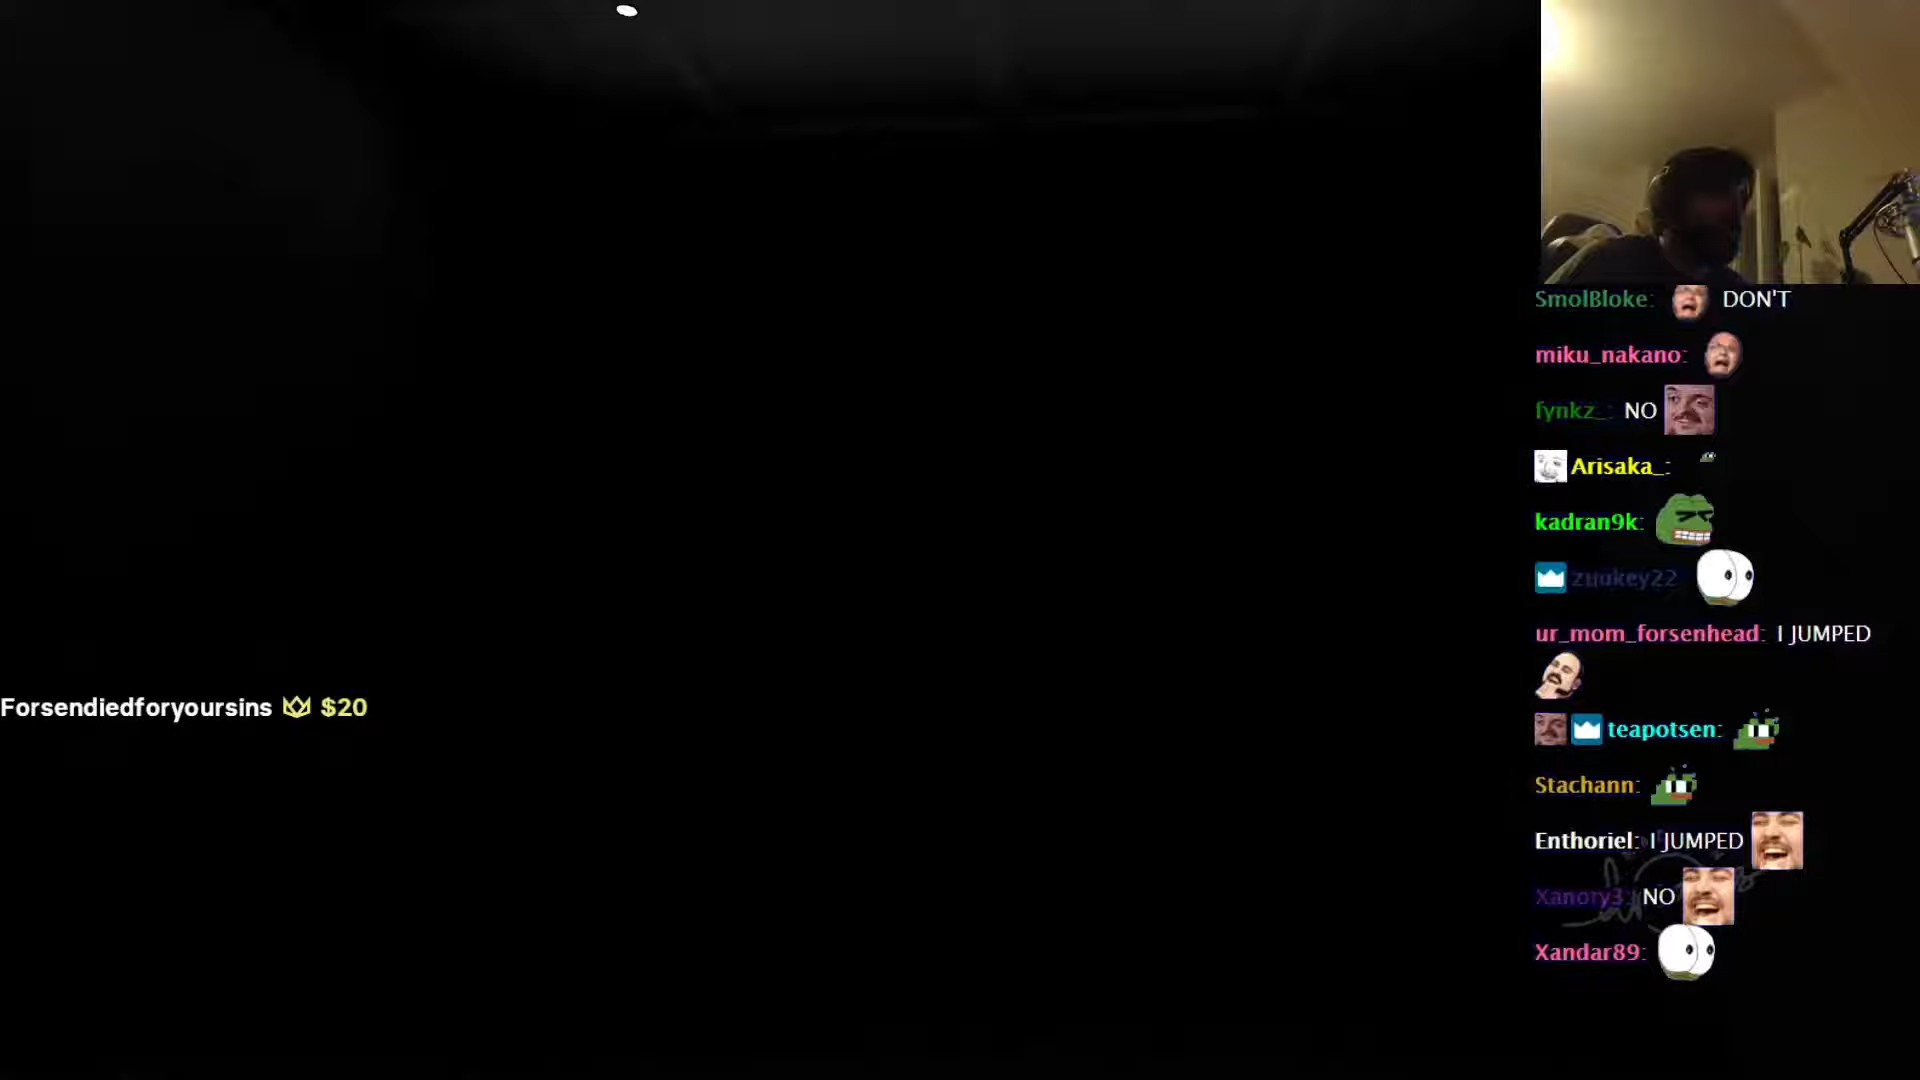 SmolBloke: DON'T
miku_nakano:
fynkz_: NO
Arisaka_:
kadran9k:
zuukey22
ur_mom_forsenhead: I JUMPED
Forsendiedforyoursins $20
teapotsen:
Stachann:
Enthoriel: I JUMPED
Xanory3: NO
Xandar89: